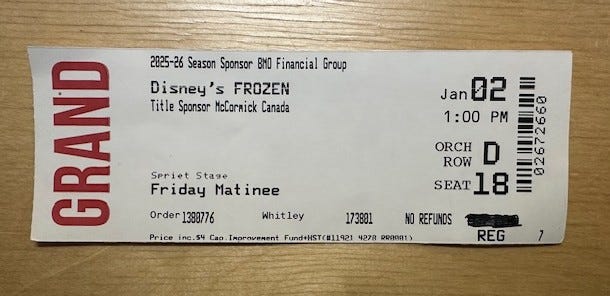 GRAND
2025-26 Season Sponsor BMO Financial Group
Disney's FROZEN
Title Sponsor McCormick Canada
Spriet Stage
Friday Matinee
Order 1380776 Whitley 173801 NO REFUNDS
Price inc.$4 Cap.Improvement Fund+HST(#11921 4278 RR0001)
Jan 02
1:00 PM
ORCH
ROW D
SEAT 18
REG 7
02672660